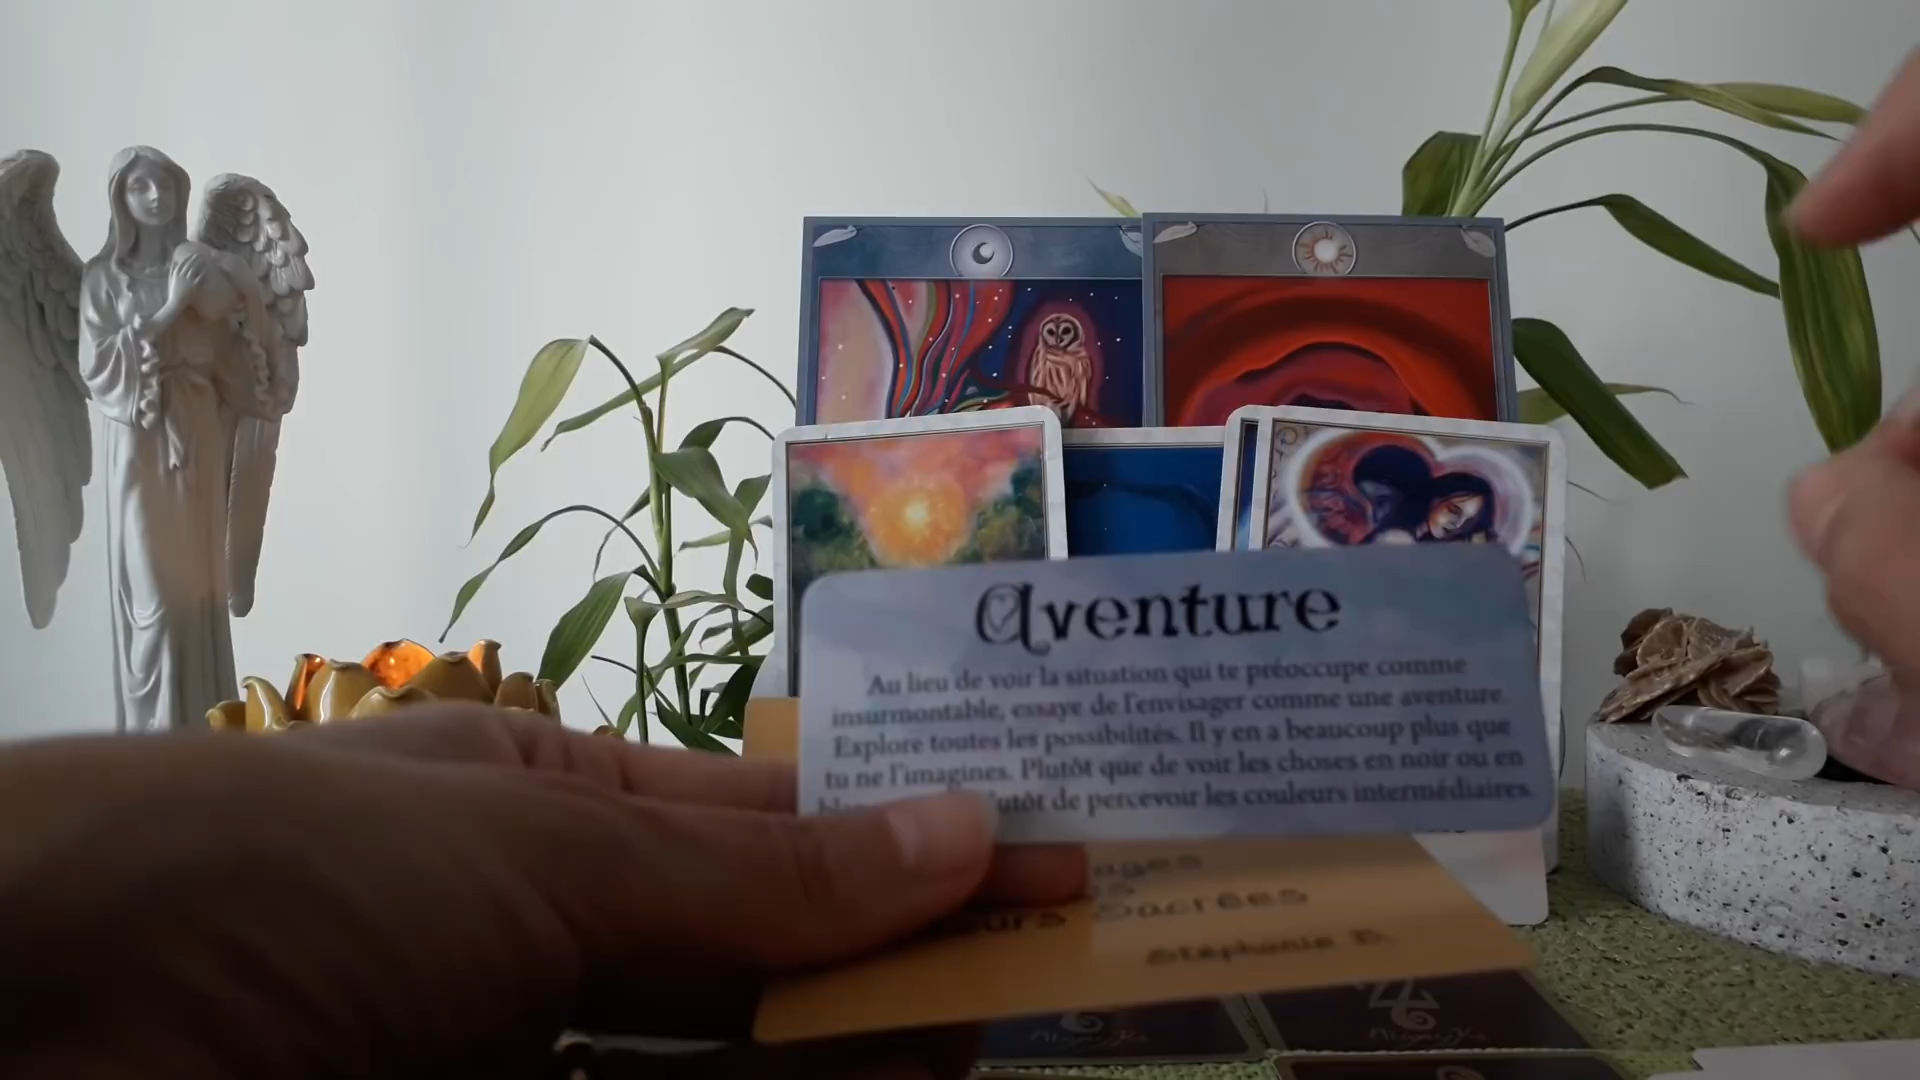 Aventure
Au lieu de voir la situation qui te préoccupe comme
insurmontable, essaye de l'envisager comme une aventure.
Explore toutes les possibilités. Il y en a beaucoup plus que
tu ne l'imagines. Plutôt que de voir les choses en noir ou en
de percevoir les couleurs intermédiaires.
Sacrées
Stéphanie